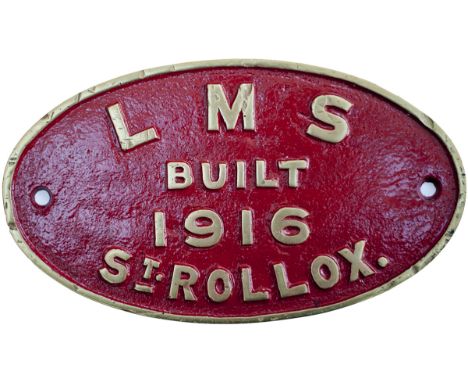 L M S
BUILT
1916
ST. ROLLOX.